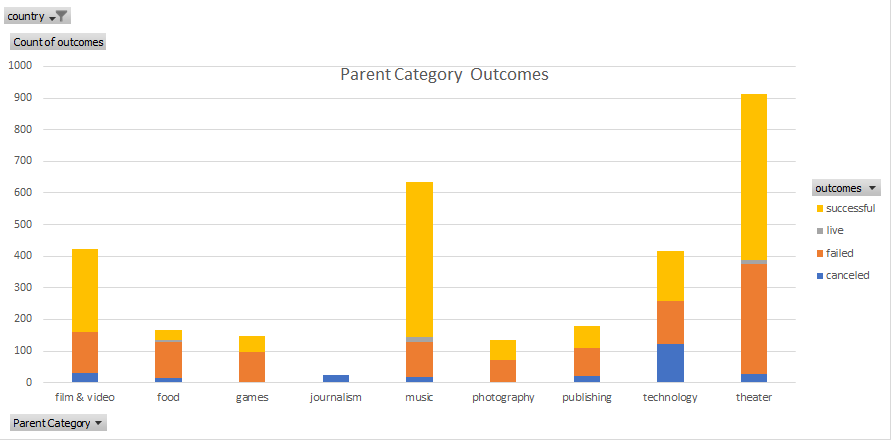 country
Count of outcomes
Parent Category  Outcomes
1000
900
800
700
600
500
400
300
200
100
0
film & video food games journalism music photography publishing technology theater
outcomes
successful
live
failed
canceled
Parent Category